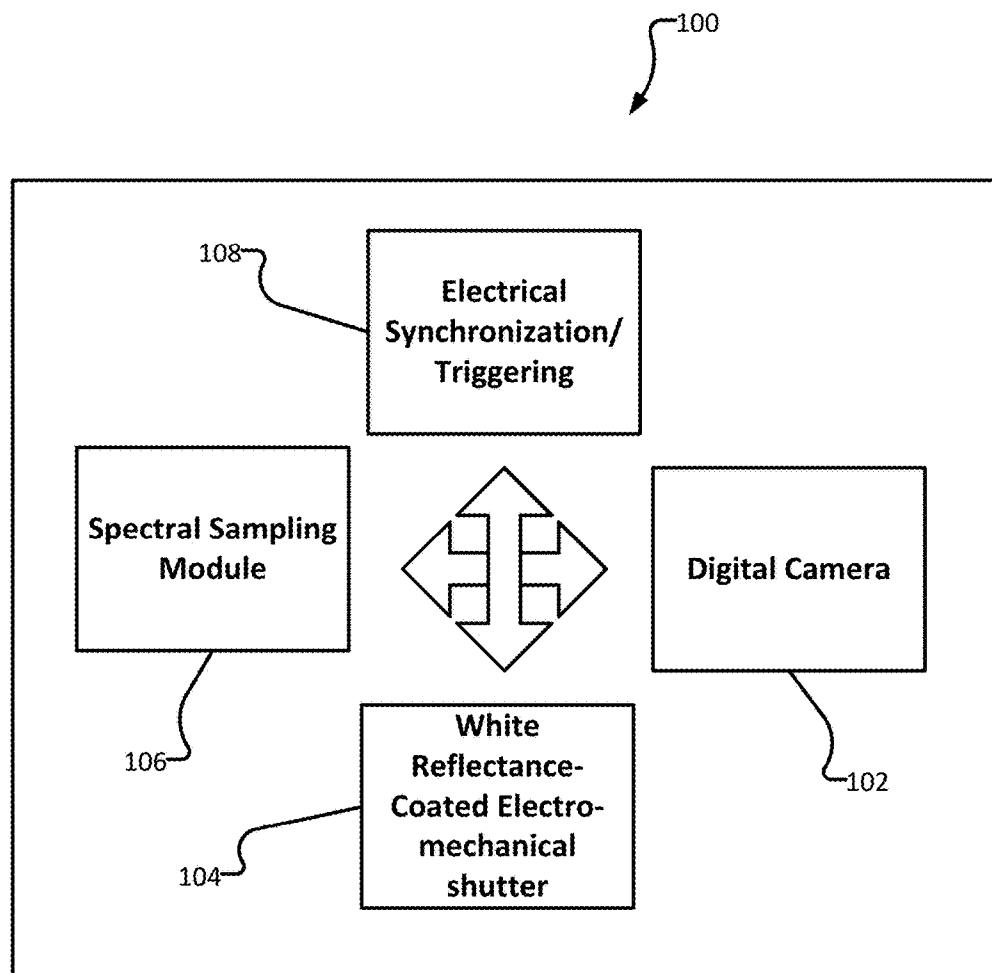 100
108
Electrical
Synchronization/
Triggering
Spectral Sampling
Module
Digital Camera
106
102
White
Reflectance-
Coated Electro-
mechanical
shutter
104